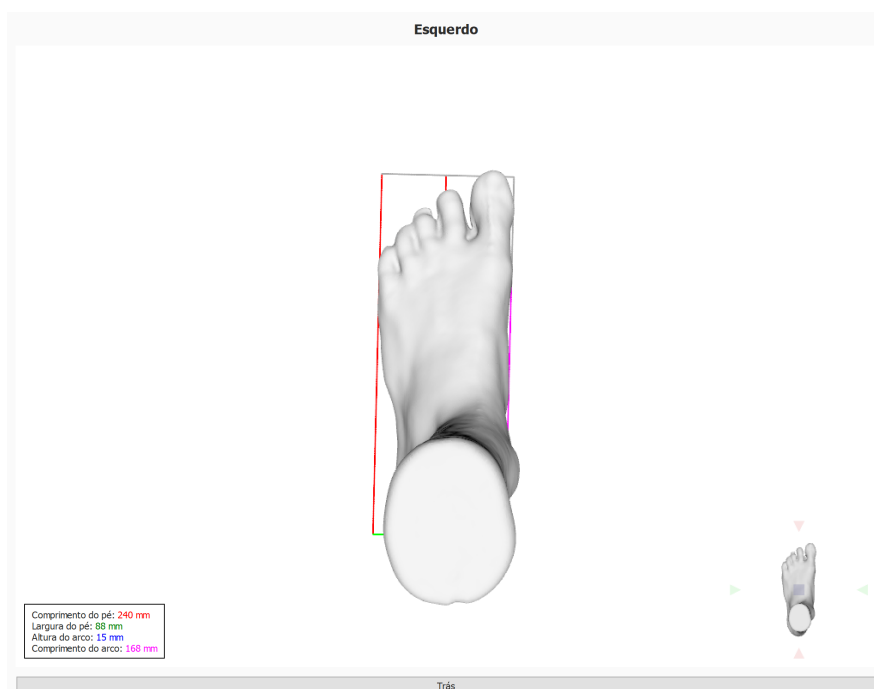 Esquerdo
Comprimento do pé: 240 mm
Largura do pé: 88 mm
Altura do arco: 15 mm
Comprimento do arco: 168 mm
Trás